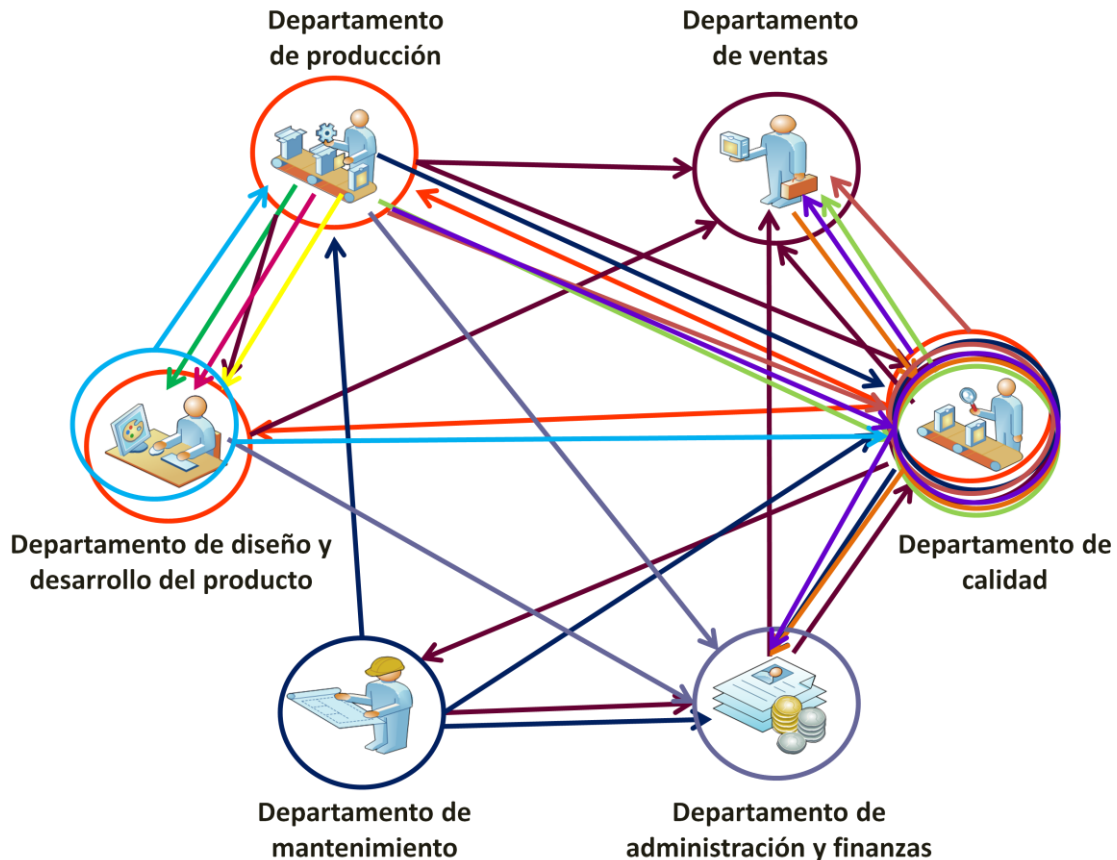 Departamento
de producción
Departamento
de ventas
Departamento de diseño y
desarrollo del producto
Departamento de
calidad
Departamento de
mantenimiento
Departamento de
administración y finanzas